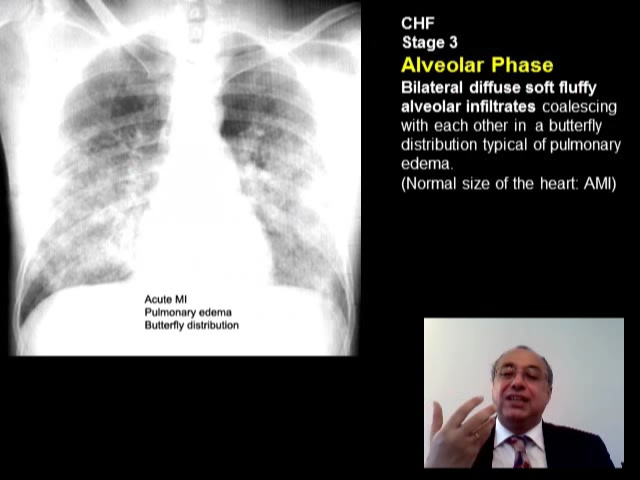 CHF
Stage 3
Alveolar Phase
Bilateral diffuse soft fluffy
alveolar infiltrates coalescing
with each other in a butterfly
distribution typical of pulmonary
edema.
(Normal size of the heart: AMI)
Acute MI
Pulmonary edema
Butterfly distribution